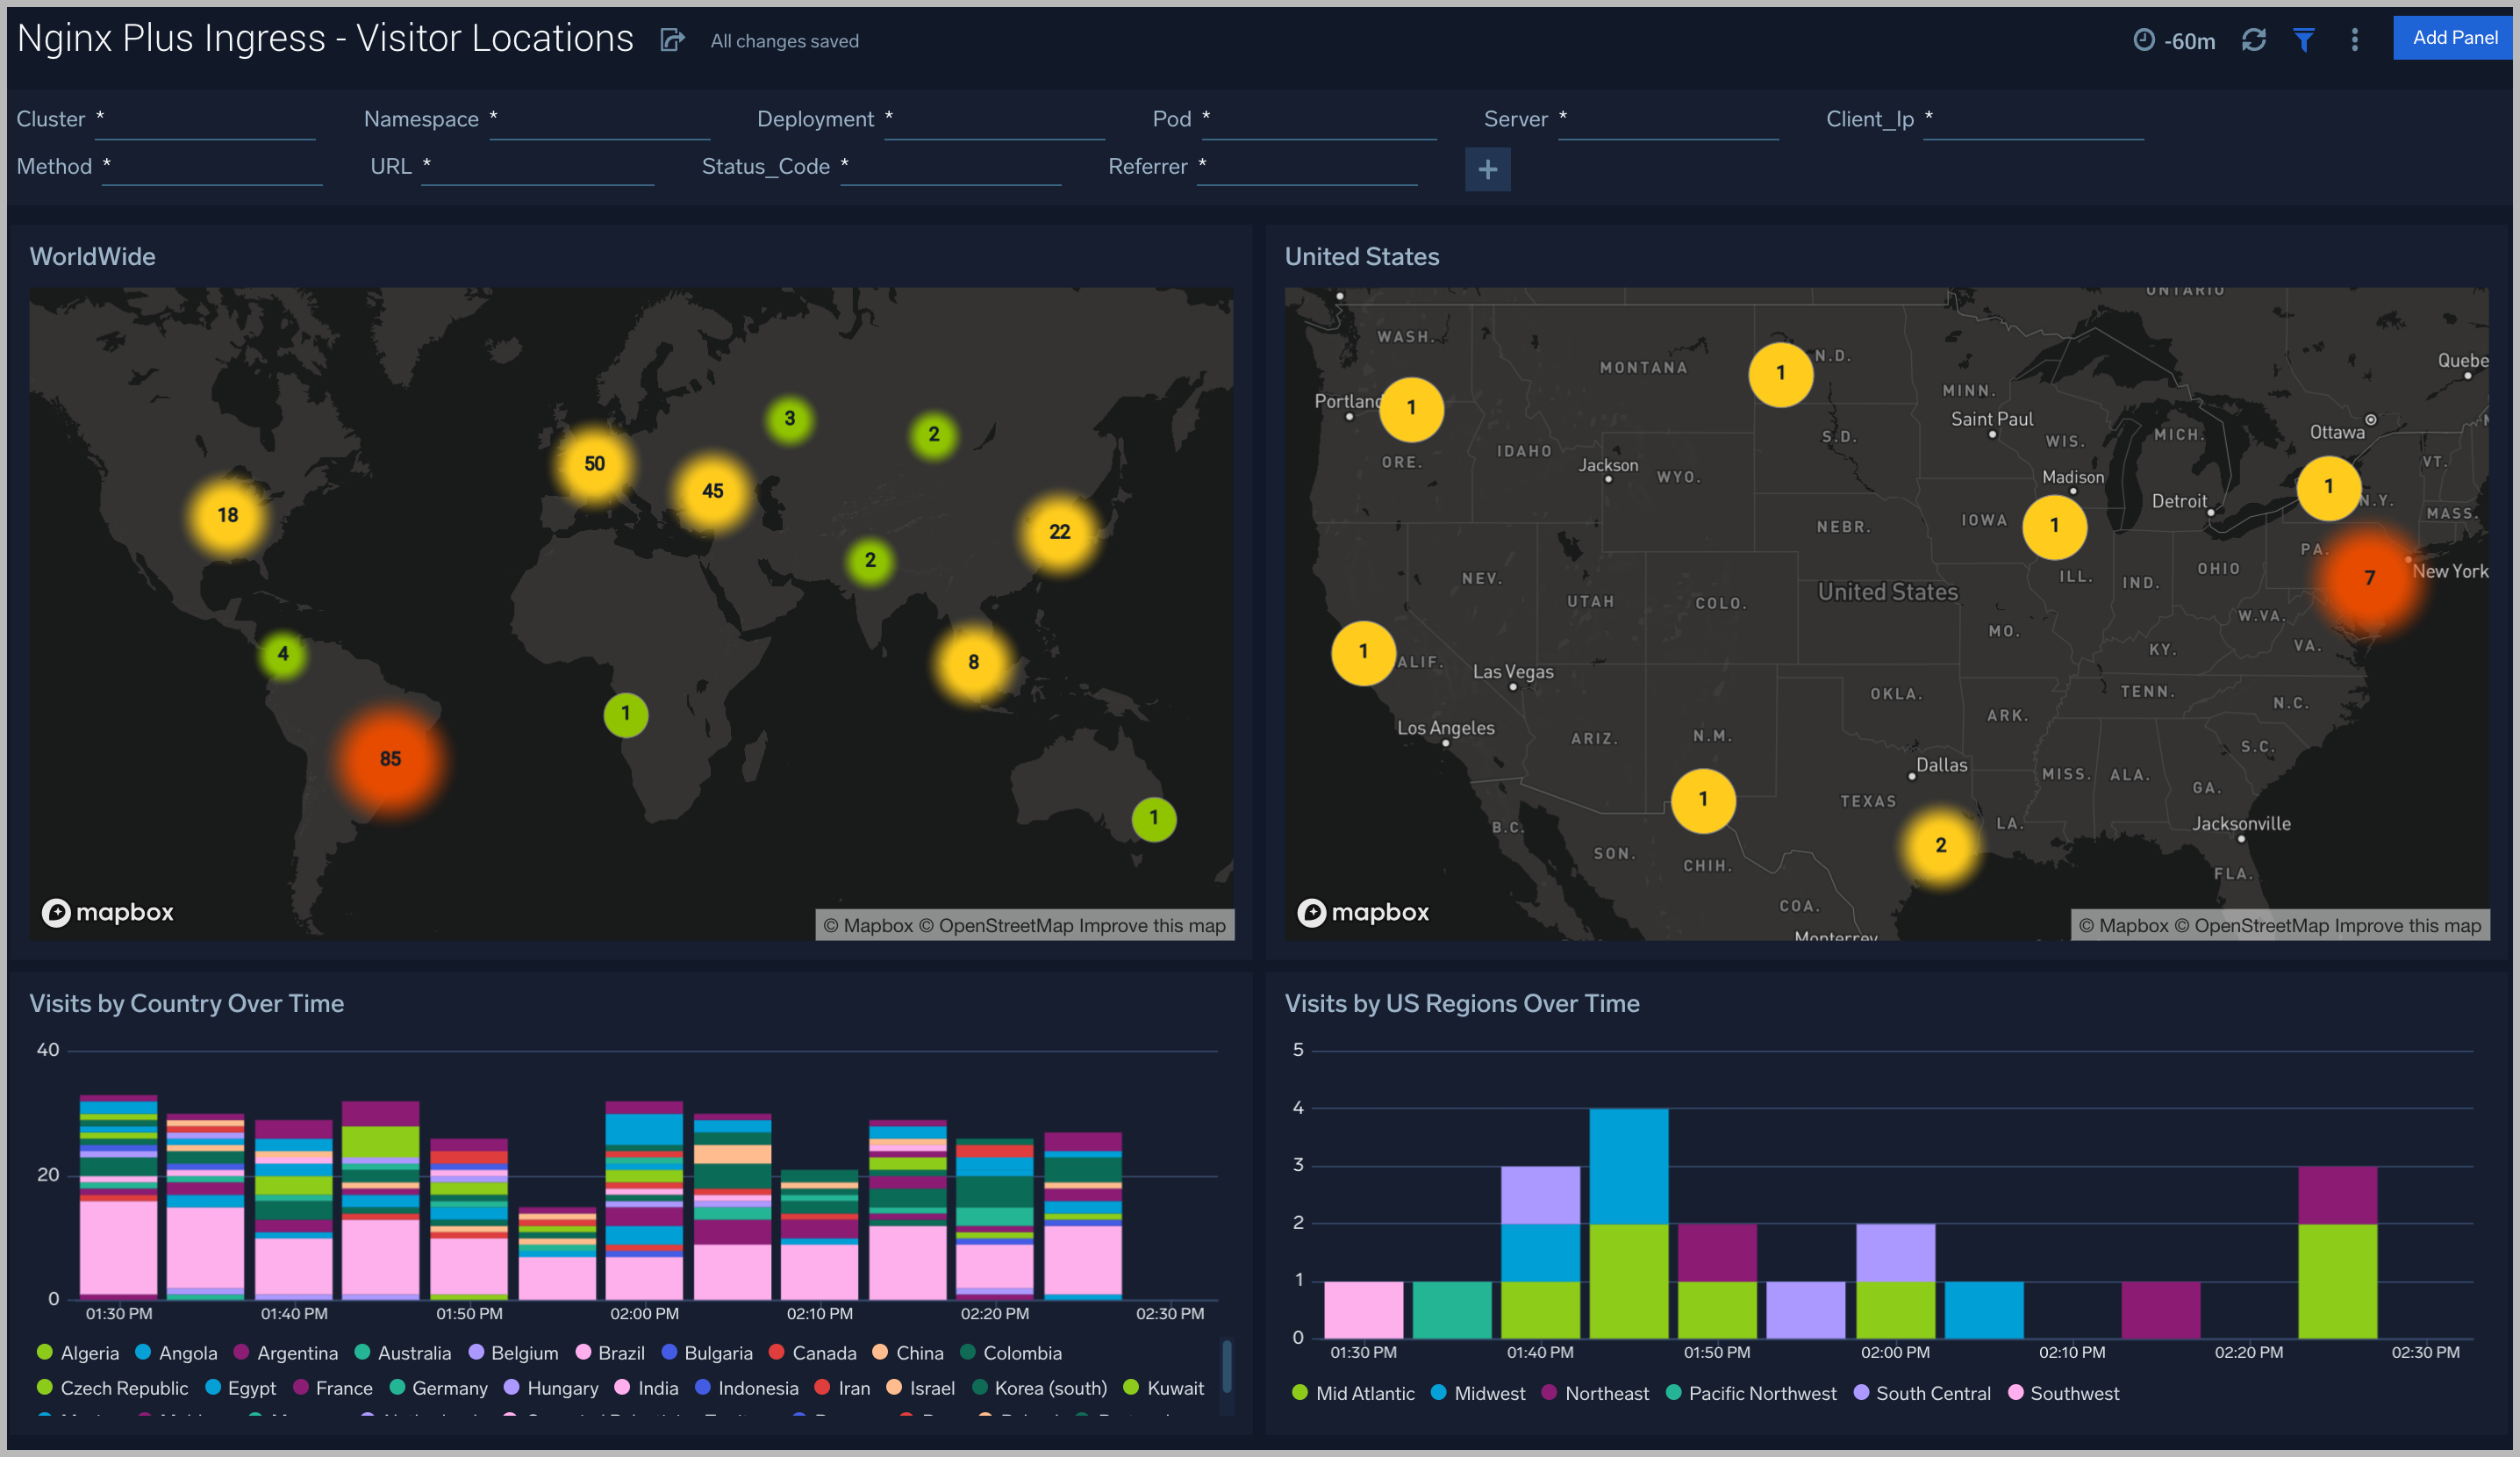 Nginx Plus Ingress - Visitor Locations All changes saved -60m Add Panel
Cluster * Namespace * Deployment * Pod * Server * Client_Ip *
Method * URL * Status_Code * Referrer * +
WorldWide
3
2
50
45
18
22
2
4
8
1
85
1
mapbox
© Mapbox © OpenStreetMap Improve this map
United States
ONTARIO
WASH.
N.D.
MONTANA
1
Quebe
MINN.
Portland
1
Saint Paul
Ottawa
S.D.
WIS.
MICH.
IDAHO
ORE.
Jackson
WYO.
VT.
Madison
1
Detroit
N.Y.
MASS.
IOWA
NEBR.
1
PA.
New York
NEV.
OHIO
7
ILL.
IND.
United States
UTAH
COLO.
W.VA.
MO.
1
ALIF.
KY.
VA.
Las Vegas
OKLA.
TENN.
N.C.
ARK.
Los Angeles
ARIZ.
N.M.
S.C.
Dallas
MISS.
ALA.
GA.
1
TEXAS
B.C.
LA.
Jacksonville
SON.
2
CHIH.
FLA.
COA.
Monterrey
mapbox
© Mapbox © OpenStreetMap Improve this map
Visits by Country Over Time
40
20
0
01:30 PM 01:40 PM 01:50 PM 02:00 PM 02:10 PM 02:20 PM 02:30 PM
Algeria Angola Argentina Australia Belgium Brazil Bulgaria Canada China Colombia
Czech Republic Egypt France Germany Hungary India Indonesia Iran Israel Korea (south) Kuwait
Visits by US Regions Over Time
5
4
3
2
1
0
01:30 PM 01:40 PM 01:50 PM 02:00 PM 02:10 PM 02:20 PM 02:30 PM
Mid Atlantic Midwest Northeast Pacific Northwest South Central Southwest